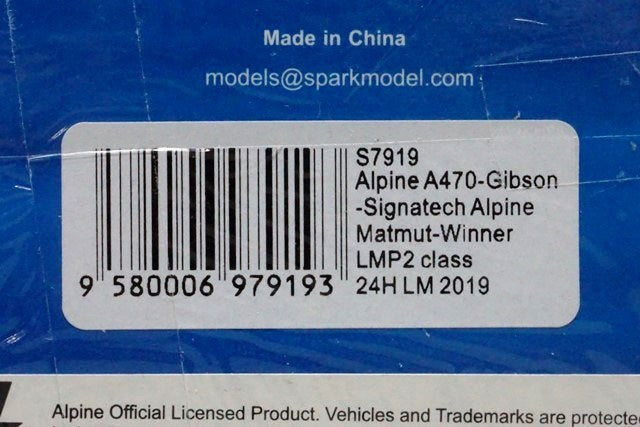 Made in China
models@sparkmodel.com
S7919
Alpine A470-Gibson
-Signatech Alpine
Matmut-Winner
LMP2 class
24H LM 2019
9 580006 979193
Alpine Official Licensed Product. Vehicles and Trademarks are protected